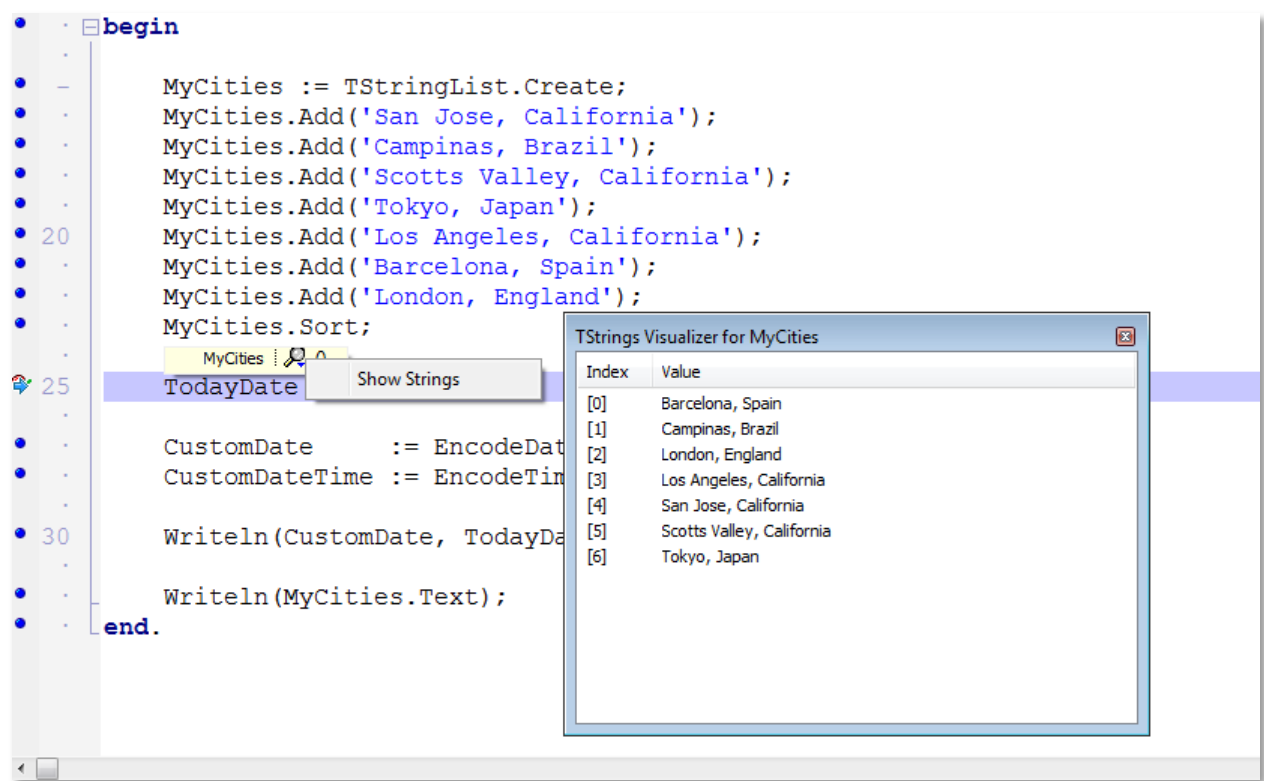 begin
MyCities := TStringList.Create;
MyCities.Add('San Jose, California');
MyCities.Add('Campinas, Brazil');
MyCities.Add('Scotts Valley, California');
MyCities.Add('Tokyo, Japan');
20 MyCities.Add('Los Angeles, California');
MyCities.Add('Barcelona, Spain');
MyCities.Add('London, England');
MyCities.Sort;
MyCities
Show Strings
25 TodayDate
CustomDate := EncodeDat
CustomDateTime := EncodeTim
30 Writeln(CustomDate, TodayDa
Writeln(MyCities.Text);
end.
TStrings Visualizer for MyCities
Index Value
[0] Barcelona, Spain
[1] Campinas, Brazil
[2] London, England
[3] Los Angeles, California
[4] San Jose, California
[5] Scotts Valley, California
[6] Tokyo, Japan